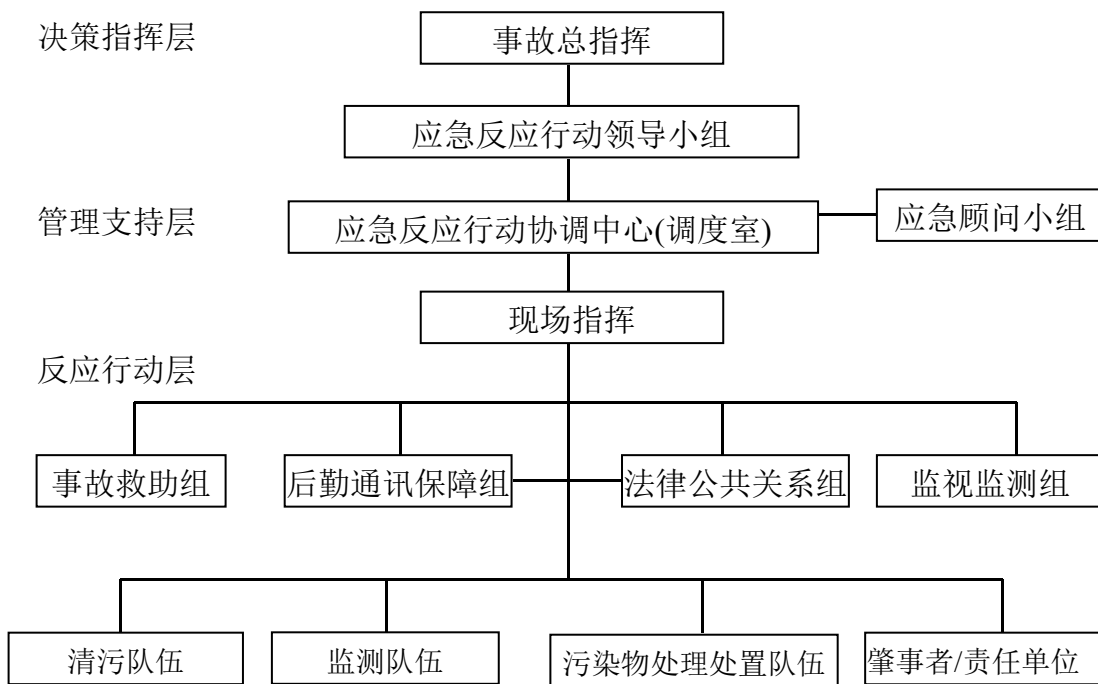 决策指挥层
事故总指挥
应急反应行动领导小组
管理支持层
应急反应行动协调中心(调度室)
应急顾问小组
现场指挥
反应行动层
事故救助组
后勤通讯保障组
法律公共关系组
监视监测组
清污队伍
监测队伍
污染物处理处置队伍
肇事者/责任单位